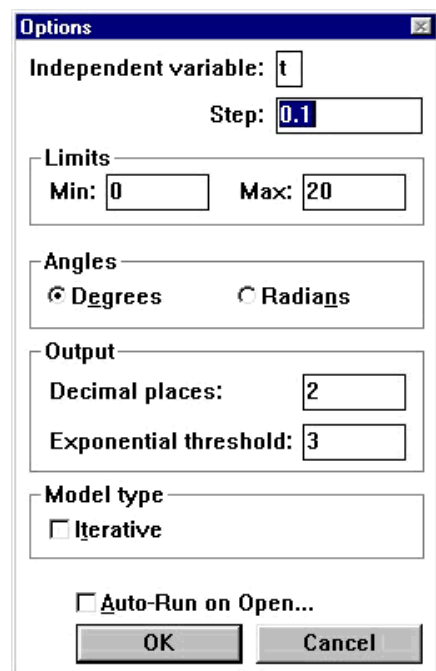 Options
Independent variable: t
Step: 0.1
Limits
Min: 0 Max: 20
Angles
Degrees Radians
Output
Decimal places: 2
Exponential threshold: 3
Model type
Iterative
Auto-Run on Open...
OK Cancel